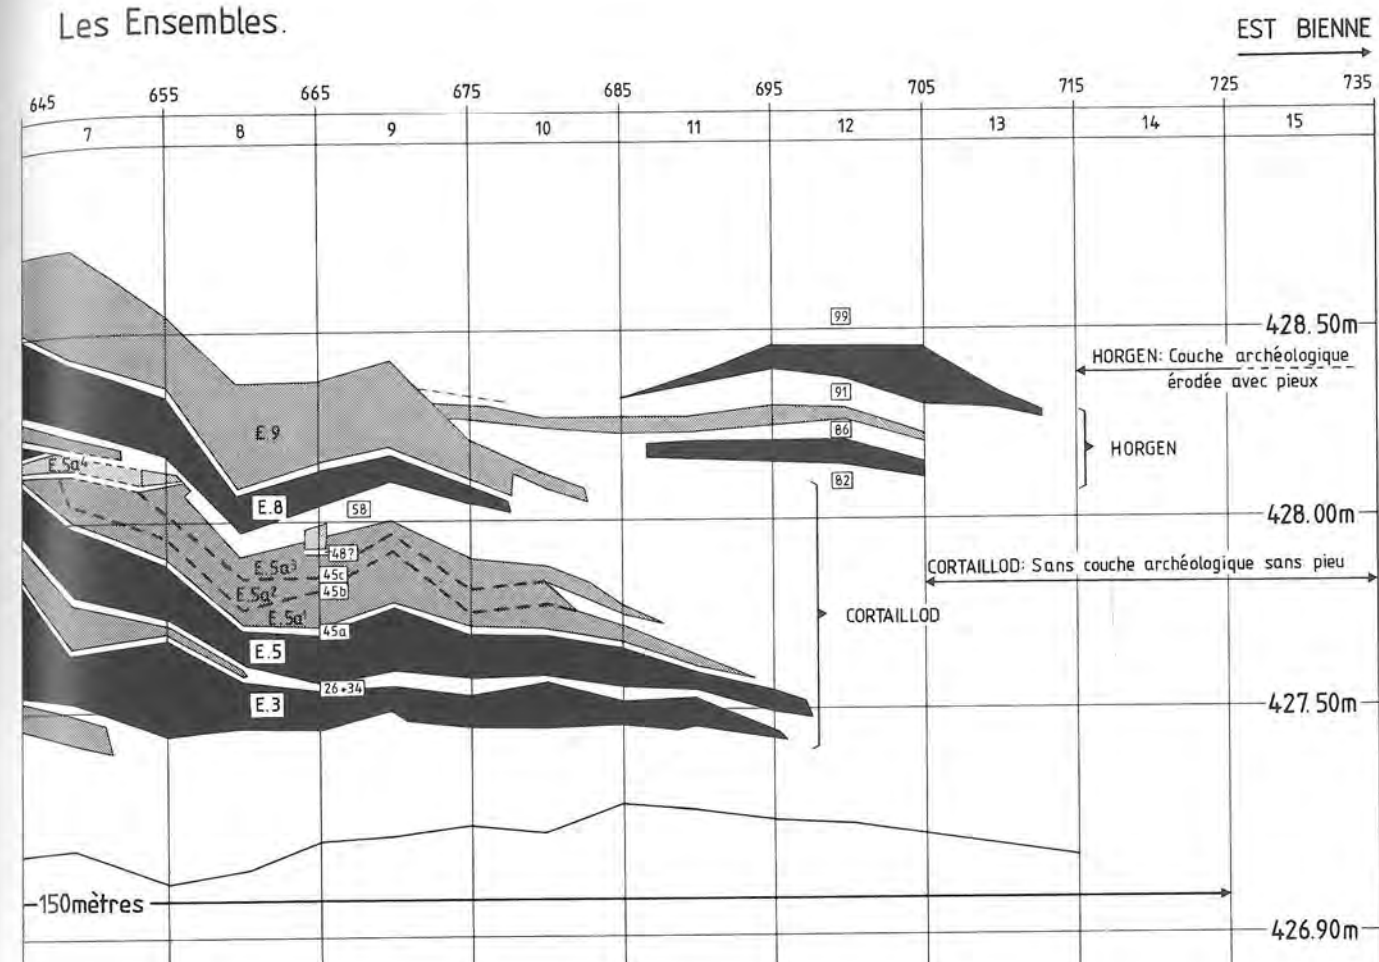 Les Ensembles.
EST BIENNE
645 655 665 675 685 695 705 715 725 735
7 8 9 10 11 12 13 14 15
99
428.50m
HORGEN: Couche archéologique
érodée avec pieux
91
E.9
86
HORGEN
E.5a⁴
82
E.8
58
428.00m
48?
CORTAILLOD: Sans couche archéologique sans pieu
E.5a³
45c
E.5a²
45b
E.5a¹
CORTAILLOD
45a
E.5
26+34
E.3
427.50m
150mètres
426.90m